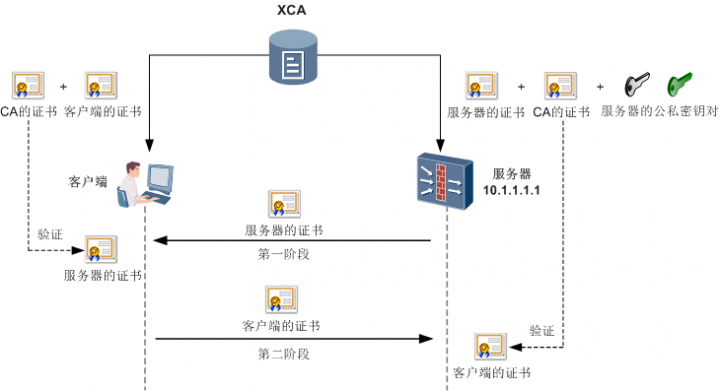 XCA
+
+
+
CA的证书
客户端的证书
服务器的证书
CA的证书
服务器的公私密钥对
客户端
服务器
10.1.1.1.1
服务器的证书
第一阶段
验证
服务器的证书
客户端的证书
第二阶段
验证
客户端的证书